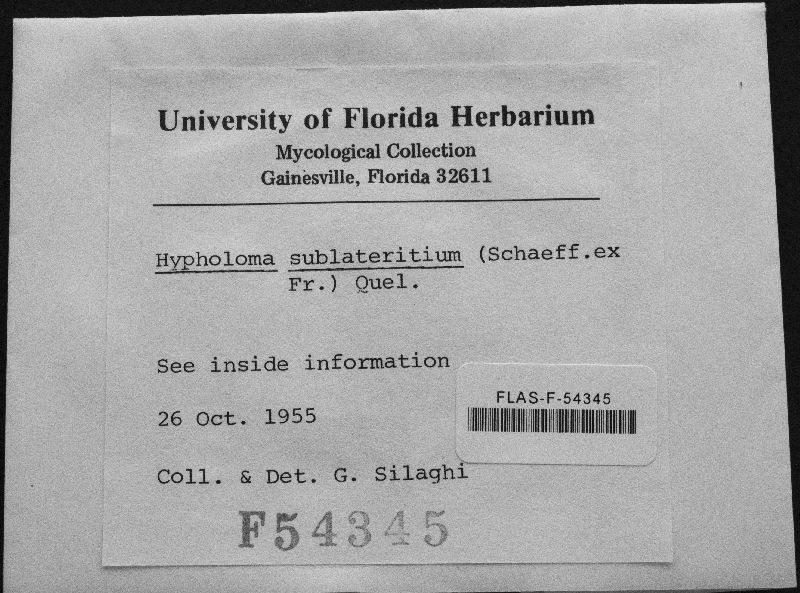 University of Florida Herbarium
Mycological Collection
Gainesville, Florida 32611
Hypholoma sublateritium (Schaeff.ex
Fr.) Quel.
See inside information
26 Oct. 1955
FLAS-F-54345
Coll. & Det. G. Silaghi
F54345